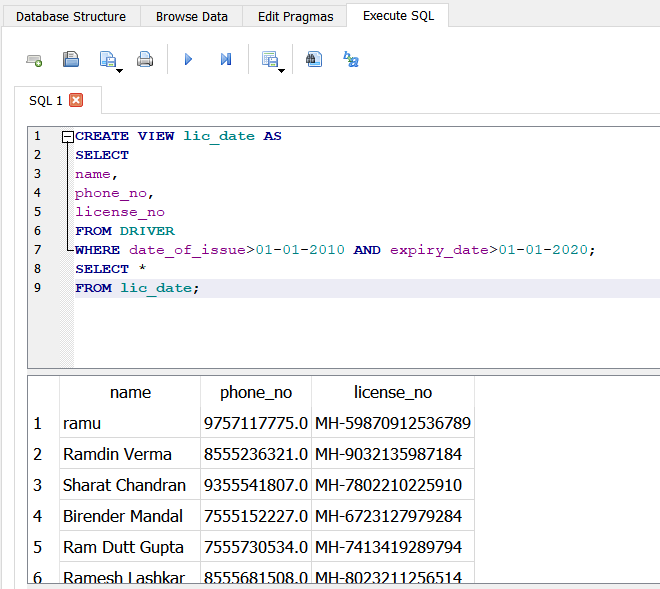 Database Structure Browse Data Edit Pragmas Execute SQL
SQL 1
1 CREATE VIEW lic_date AS
2 SELECT
3 name,
4 phone_no,
5 license_no
6 FROM DRIVER
7 WHERE date_of_issue>01-01-2010 AND expiry_date>01-01-2020;
8 SELECT *
9 FROM lic_date;
name phone_no license_no
1 ramu 9757117775.0 MH-59870912536789
2 Ramdin Verma 8555236321.0 MH-9032135987184
3 Sharat Chandran 9355541807.0 MH-7802210225910
4 Birender Mandal 7555152227.0 MH-6723127979284
5 Ram Dutt Gupta 7555730534.0 MH-7413419289794
6 Ramesh Lashkar 8555681508.0 MH-8023211256514